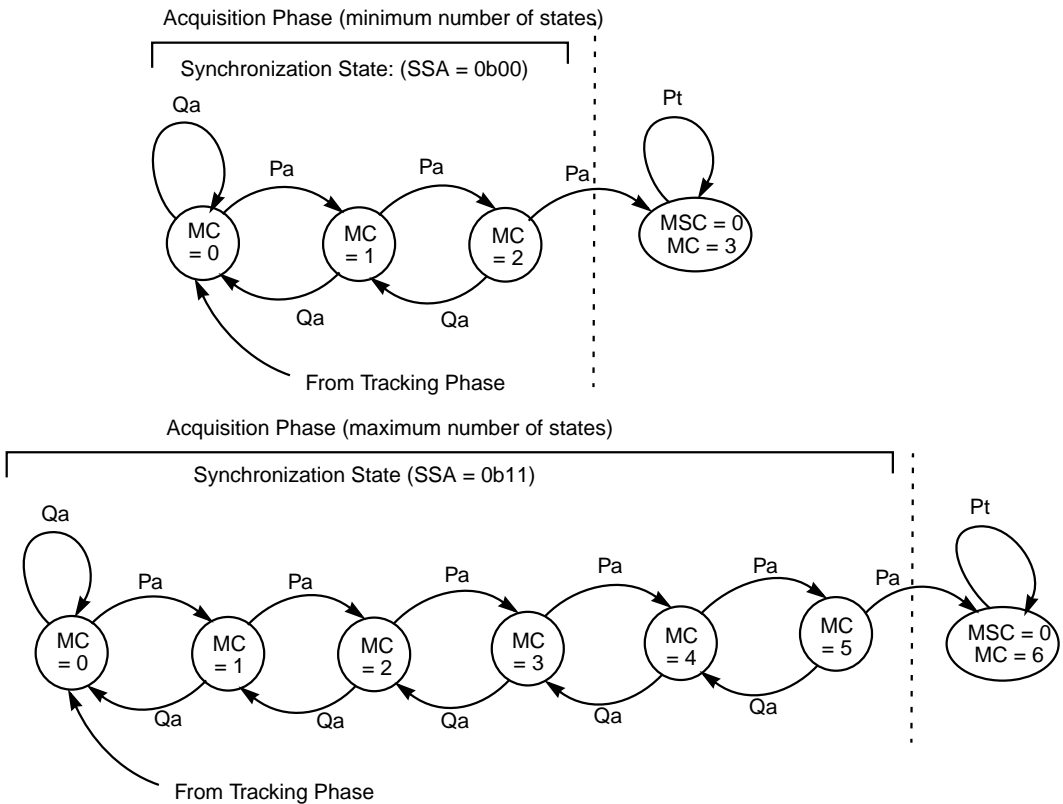 Acquisition Phase (minimum number of states)
Synchronization State: (SSA = 0b00)
Qa
Pt
Pa
Pa
Pa
MC
= 0
MC
= 1
MC
= 2
MSC = 0
MC = 3
Qa
Qa
From Tracking Phase
Acquisition Phase (maximum number of states)
Synchronization State (SSA = 0b11)
Qa
Pt
Pa
Pa
Pa
Pa
Pa
Pa
MC
= 0
MC
= 1
MC
= 2
MC
= 3
MC
= 4
MC
= 5
MSC = 0
MC = 6
Qa
Qa
Qa
Qa
Qa
From Tracking Phase